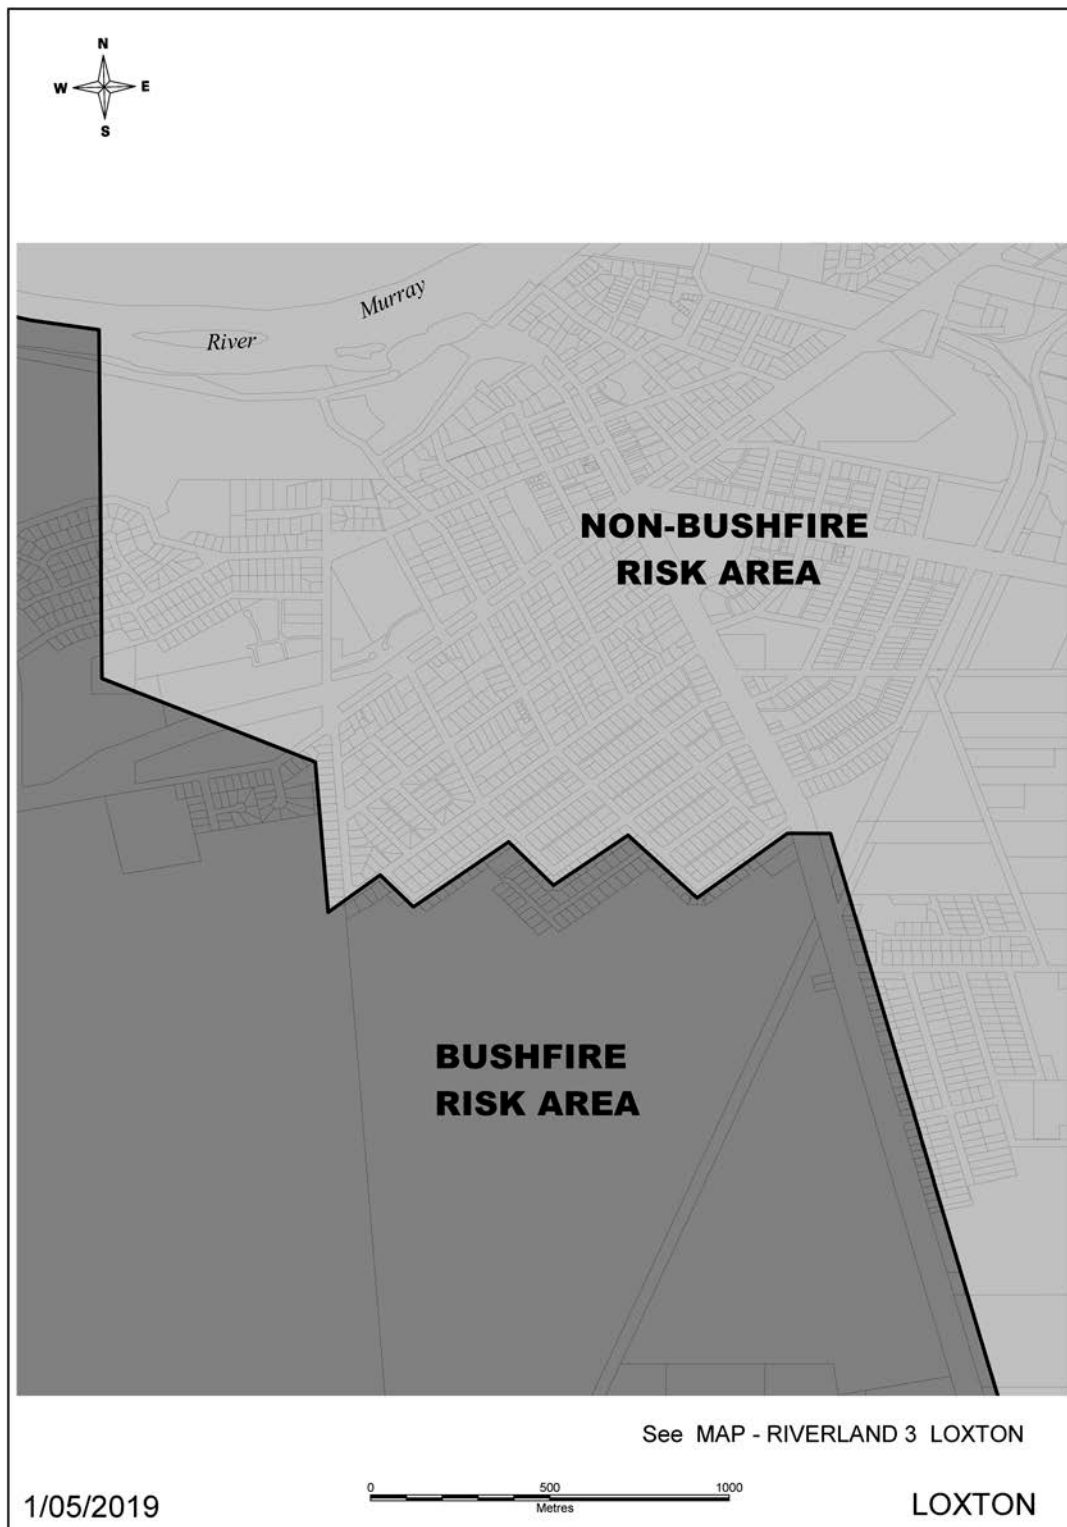 N
W E
S
Murray
River
NON-BUSHFIRE
RISK AREA
BUSHFIRE
RISK AREA
See MAP - RIVERLAND 3 LOXTON
0 500 1000
Metres
1/05/2019
LOXTON